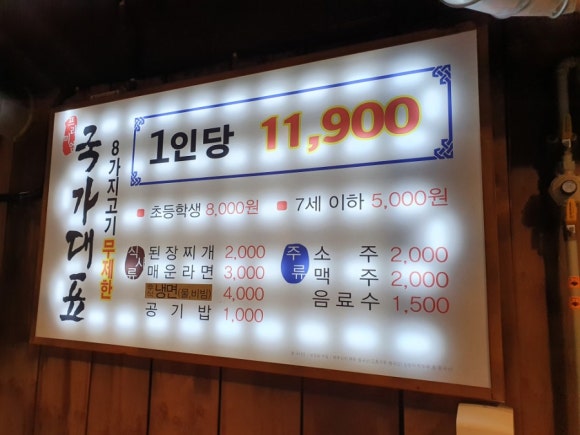 국가대표
8가지고기 무제한
1인당 11,900
초등학생 8,000원 7세 이하 5,000원
식사류
된장찌개 2,000
매운라면 3,000
냉면(물,비빔) 4,000
공기밥 1,000
주류
소주 2,000
맥주 2,000
음료수 1,500